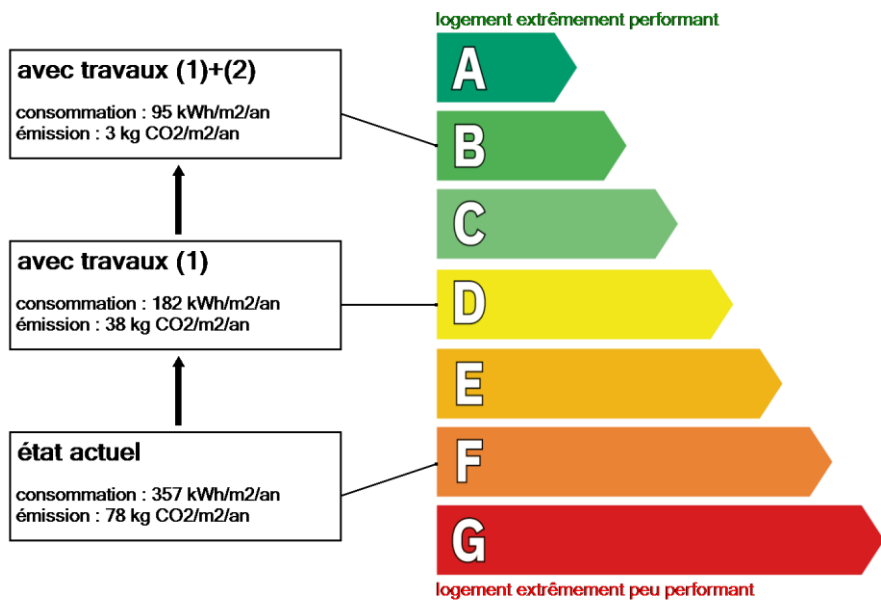 logement extrêmement performant
avec travaux (1)+(2)
consommation : 95 kWh/m2/an
émission : 3 kg CO2/m2/an
avec travaux (1)
consommation : 182 kWh/m2/an
émission : 38 kg CO2/m2/an
état actuel
consommation : 357 kWh/m2/an
émission : 78 kg CO2/m2/an
A
B
C
D
E
F
G
logement extrêmement peu performant